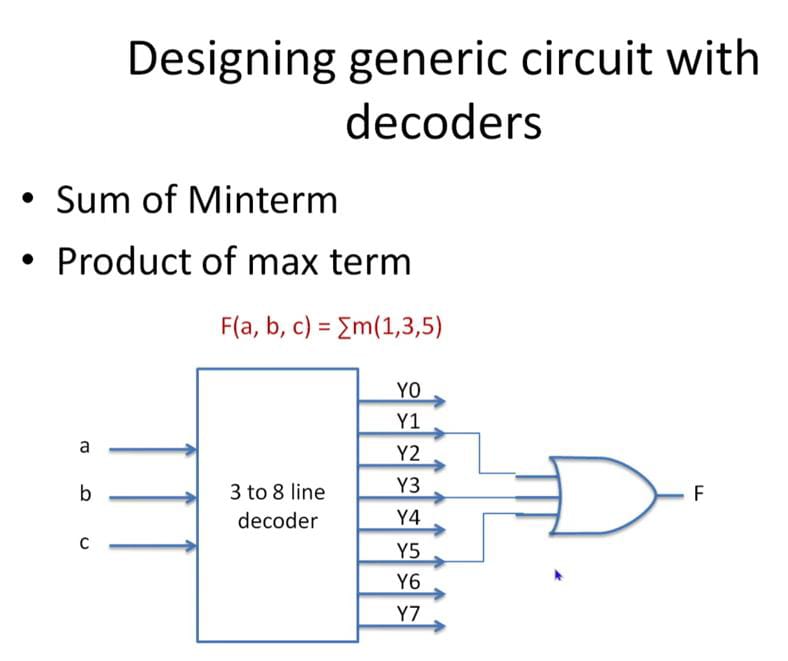 Designing generic circuit with
decoders
• Sum of Minterm
• Product of max term
F(a, b, c) = ∑m(1,3,5)
Y0
Y1
a
Y2
Y3
b
3 to 8 line
F
Y4
decoder
c
Y5
Y6
Y7